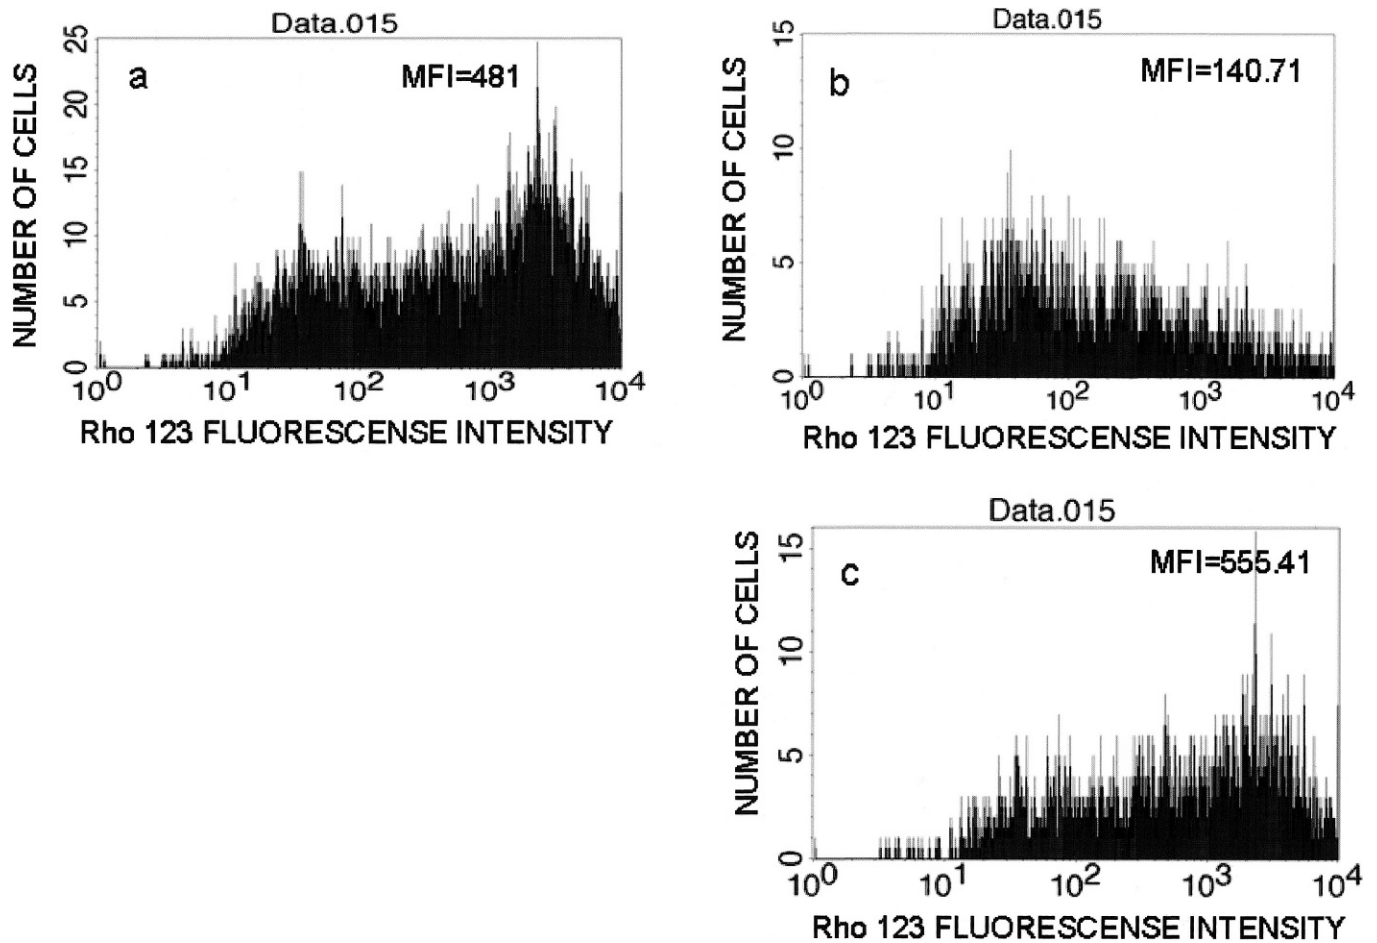 Data.015
a
MFI=481
NUMBER OF CELLS
25
20
15
10
5
0
10^0 10^1 10^2 10^3 10^4
Rho 123 FLUORESCENSE INTENSITY
Data.015
b
MFI=140.71
NUMBER OF CELLS
15
10
5
0
10^0 10^1 10^2 10^3 10^4
Rho 123 FLUORESCENSE INTENSITY
Data.015
c
MFI=555.41
NUMBER OF CELLS
15
10
5
0
10^0 10^1 10^2 10^3 10^4
Rho 123 FLUORESCENSE INTENSITY